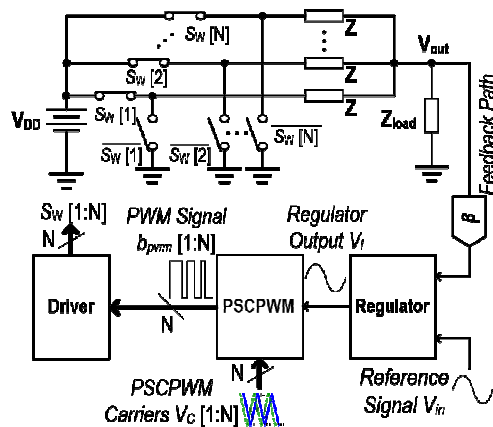 S_W [N]
Z
V_out
S_W [2]
Z
V_DD
S_W [1]
Z
Z_load
Feedback Path
S_W [1]
S_W [2]
S_W [N]
S_W [1:N]
N
PWM Signal
b_pwm [1:N]
Regulator
Output V_f
β
Driver
N
PSCPWM
Regulator
N
PSCPWM
Carriers V_C [1:N]
Reference
Signal V_in